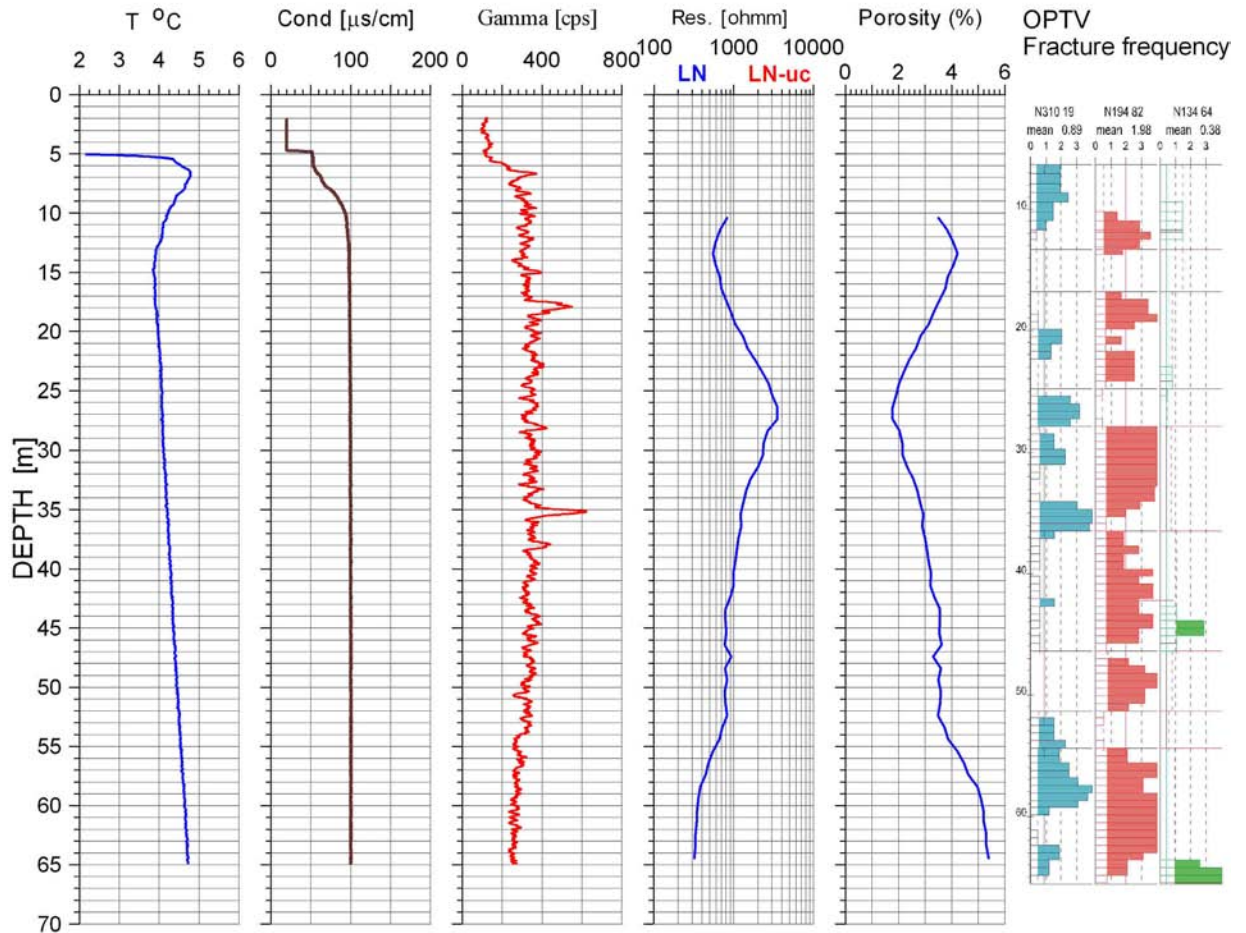 T °C
Cond [µs/cm]
Gamma [cps]
Res. [ohmm]
Porosity (%)
OPTV
Fracture frequency
2 3 4 5 6
0 100 200
0 400 800
100 1000 10000
0 2 4 6
LN LN-uc
N310 19 N194 82 N134 64
mean 0.89 mean 1.98 mean 0.38
0 1 2 3 0 1 2 3 0 1 2 3
DEPTH [m]
0
5
10
15
20
25
30
35
40
45
50
55
60
65
70
10
20
30
40
50
60